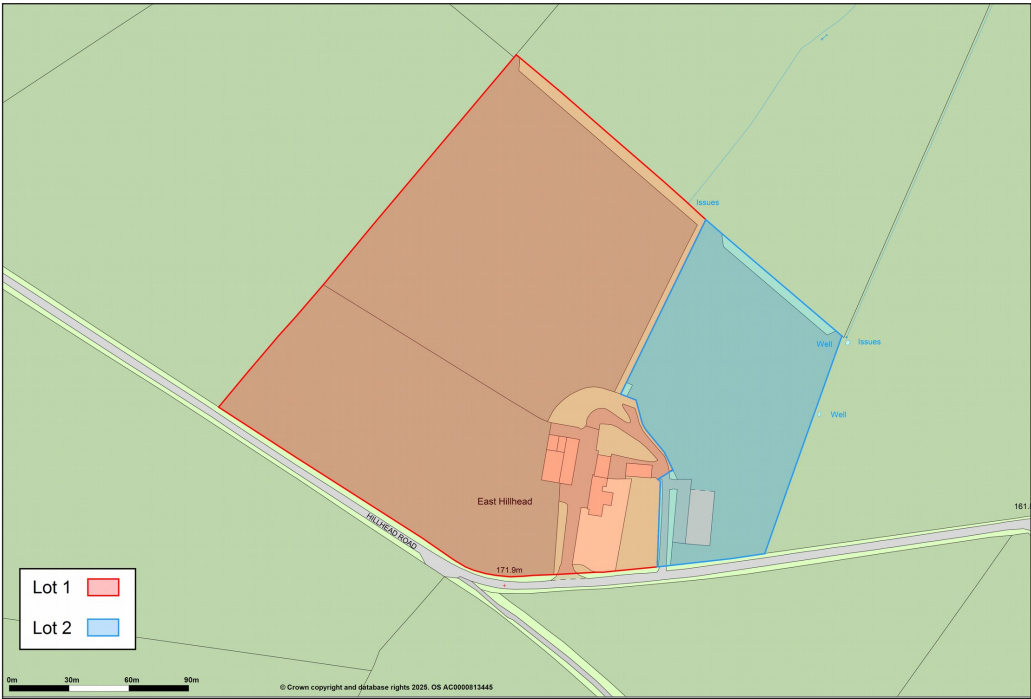 Issues
Well
Issues
Well
East Hillhead
HILLHEAD ROAD
171.9m
Lot 1
Lot 2
0m 30m 60m 90m
© Crown copyright and database rights 2025. OS AC0000813445